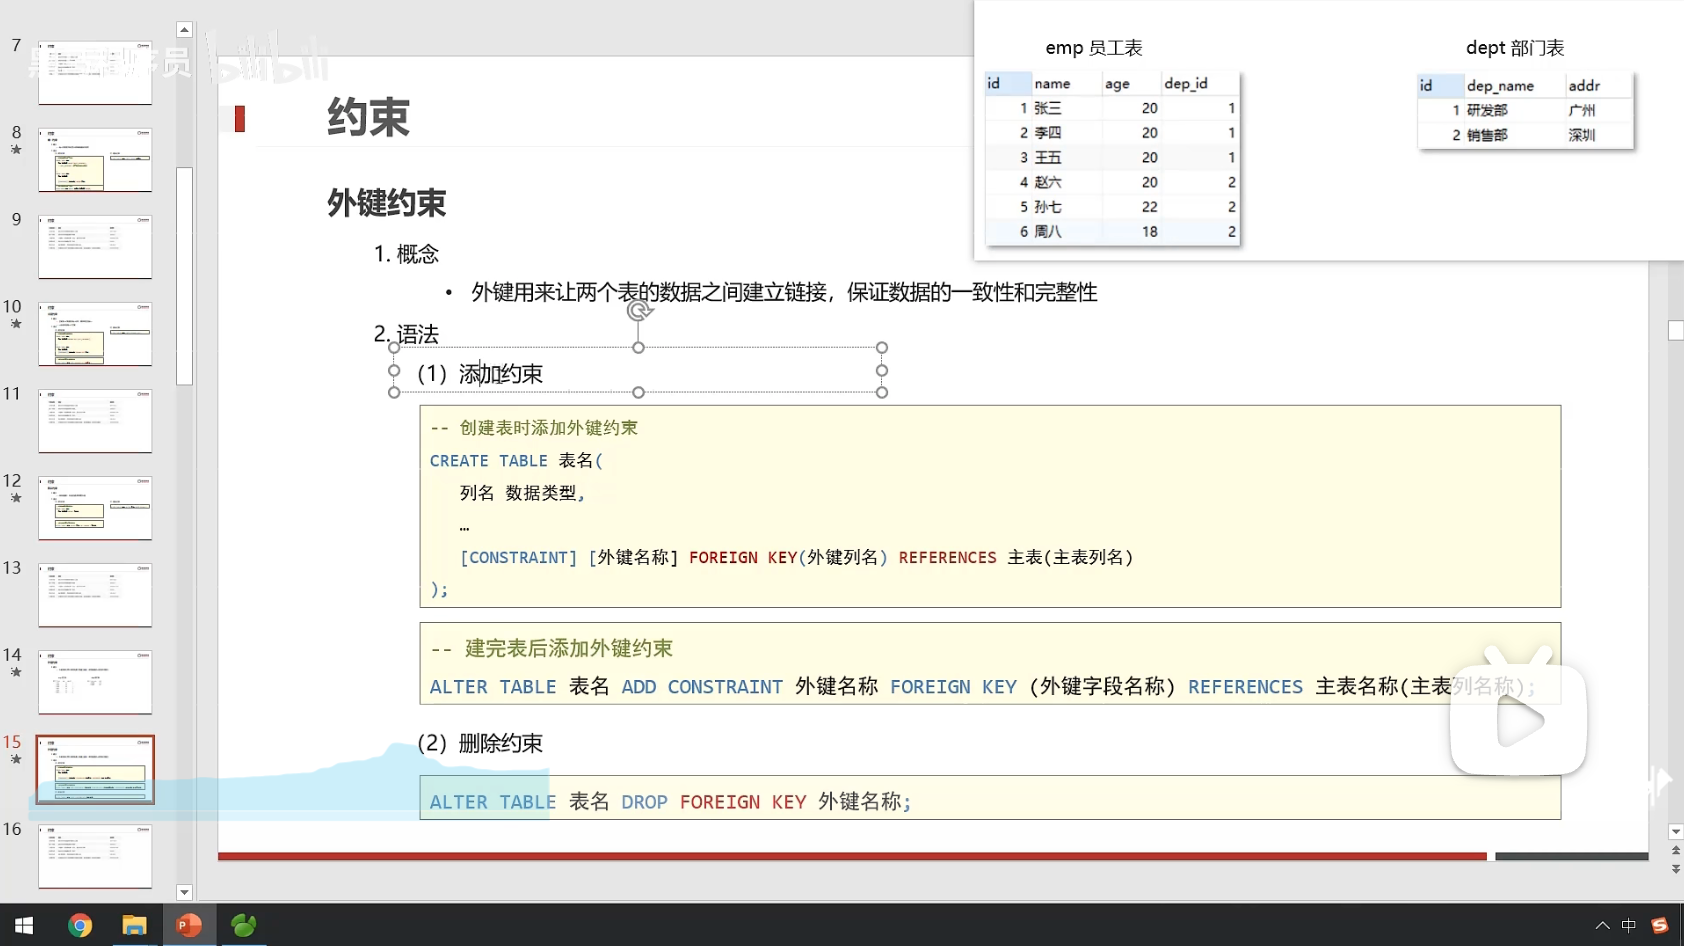 7
8
9
10
11
12
13
14
15
16
bilibili
约束
外键约束
1. 概念
• 外键用来让两个表的数据之间建立链接，保证数据的一致性和完整性
2. 语法
（1）添加约束
-- 创建表时添加外键约束
CREATE TABLE 表名(
列名 数据类型,
…
[CONSTRAINT] [外键名称] FOREIGN KEY(外键列名) REFERENCES 主表(主表列名)
);
-- 建完表后添加外键约束
ALTER TABLE 表名 ADD CONSTRAINT 外键名称 FOREIGN KEY (外键字段名称) REFERENCES 主表名称(主表列名称);
（2）删除约束
ALTER TABLE 表名 DROP FOREIGN KEY 外键名称;
emp 员工表
id name age dep_id
1 张三 20 1
2 李四 20 1
3 王五 20 1
4 赵六 20 2
5 孙七 22 2
6 周八 18 2
dept 部门表
id dep_name addr
1 研发部 广州
2 销售部 深圳
中